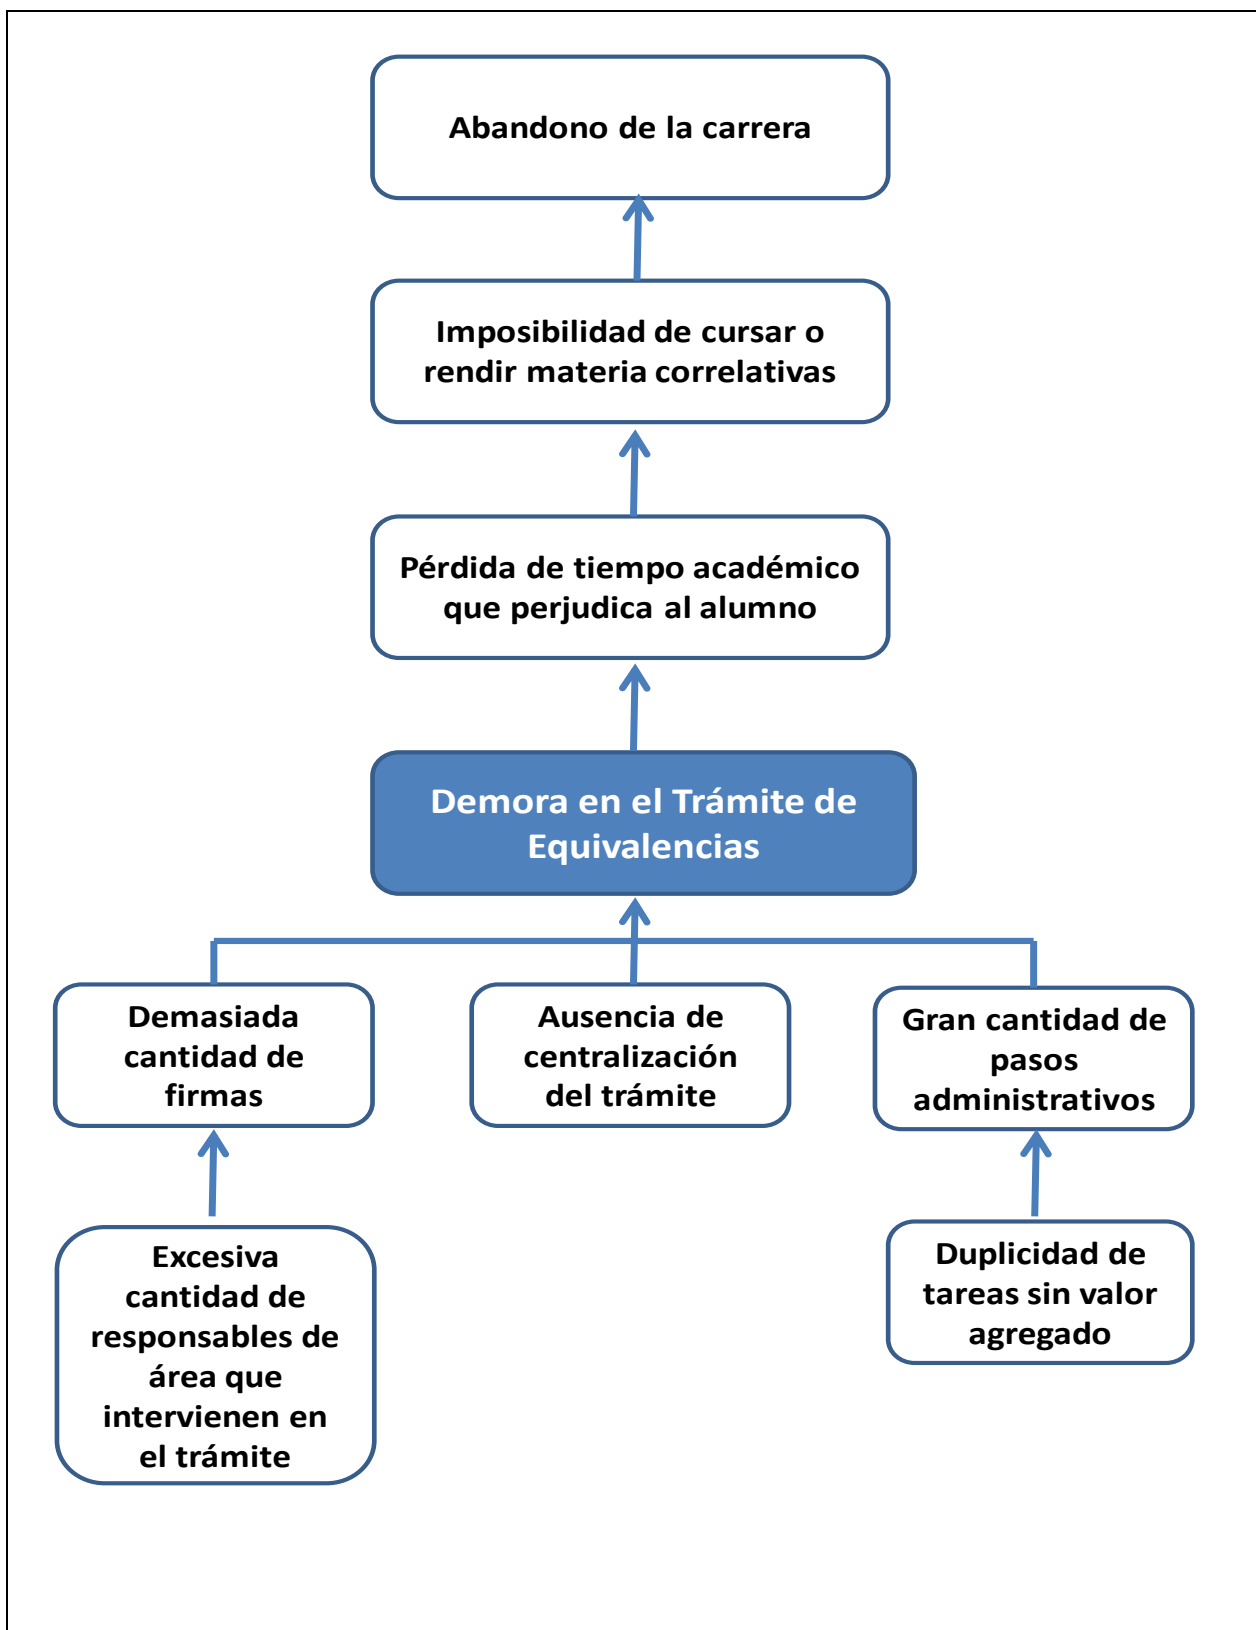 Abandono de la carrera
Imposibilidad de cursar o
rendir materia correlativas
Pérdida de tiempo académico
que perjudica al alumno
Demora en el Trámite de
Equivalencias
Demasiada
cantidad de
firmas
Ausencia de
centralización
del trámite
Gran cantidad de
pasos
administrativos
Excesiva
cantidad de
responsables de
área que
intervienen en
el trámite
Duplicidad de
tareas sin valor
agregado